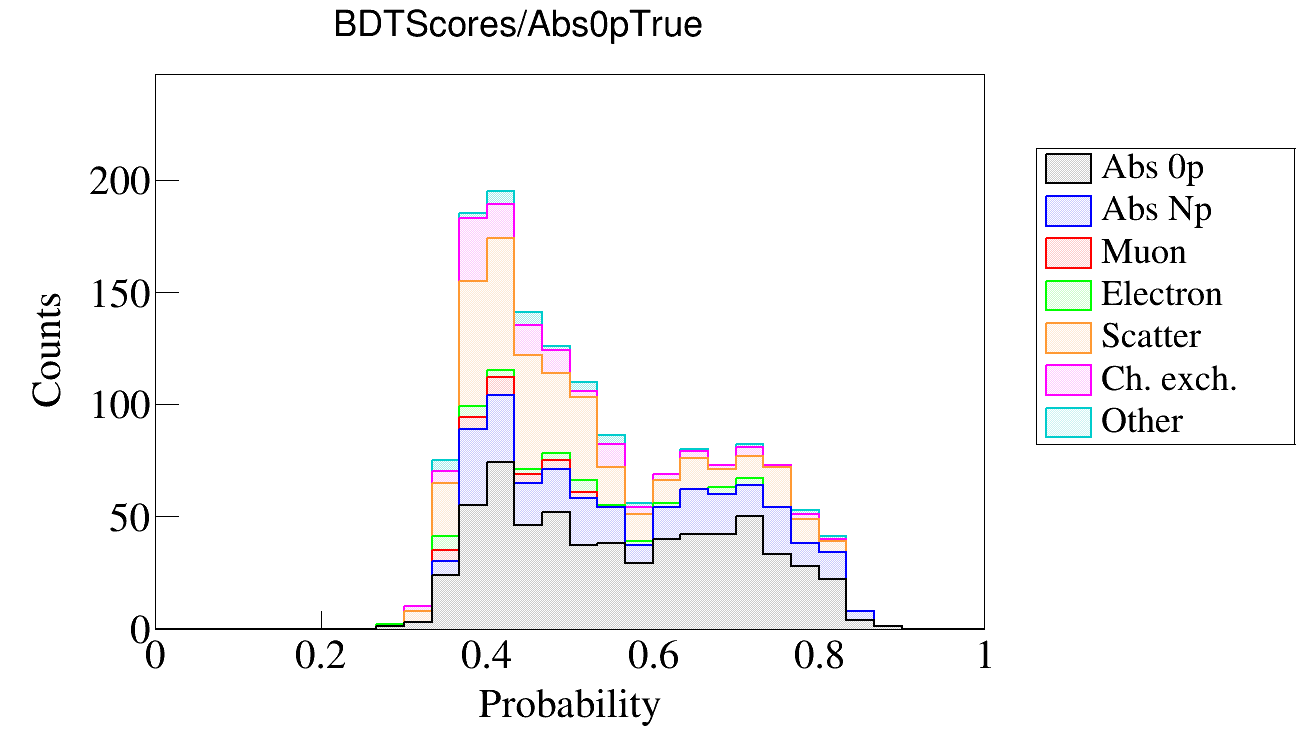 BDTScores/Abs0pTrue
Counts
200
150
100
50
0
0 0.2 0.4 0.6 0.8 1
Probability
Abs 0p
Abs Np
Muon
Electron
Scatter
Ch. exch.
Other